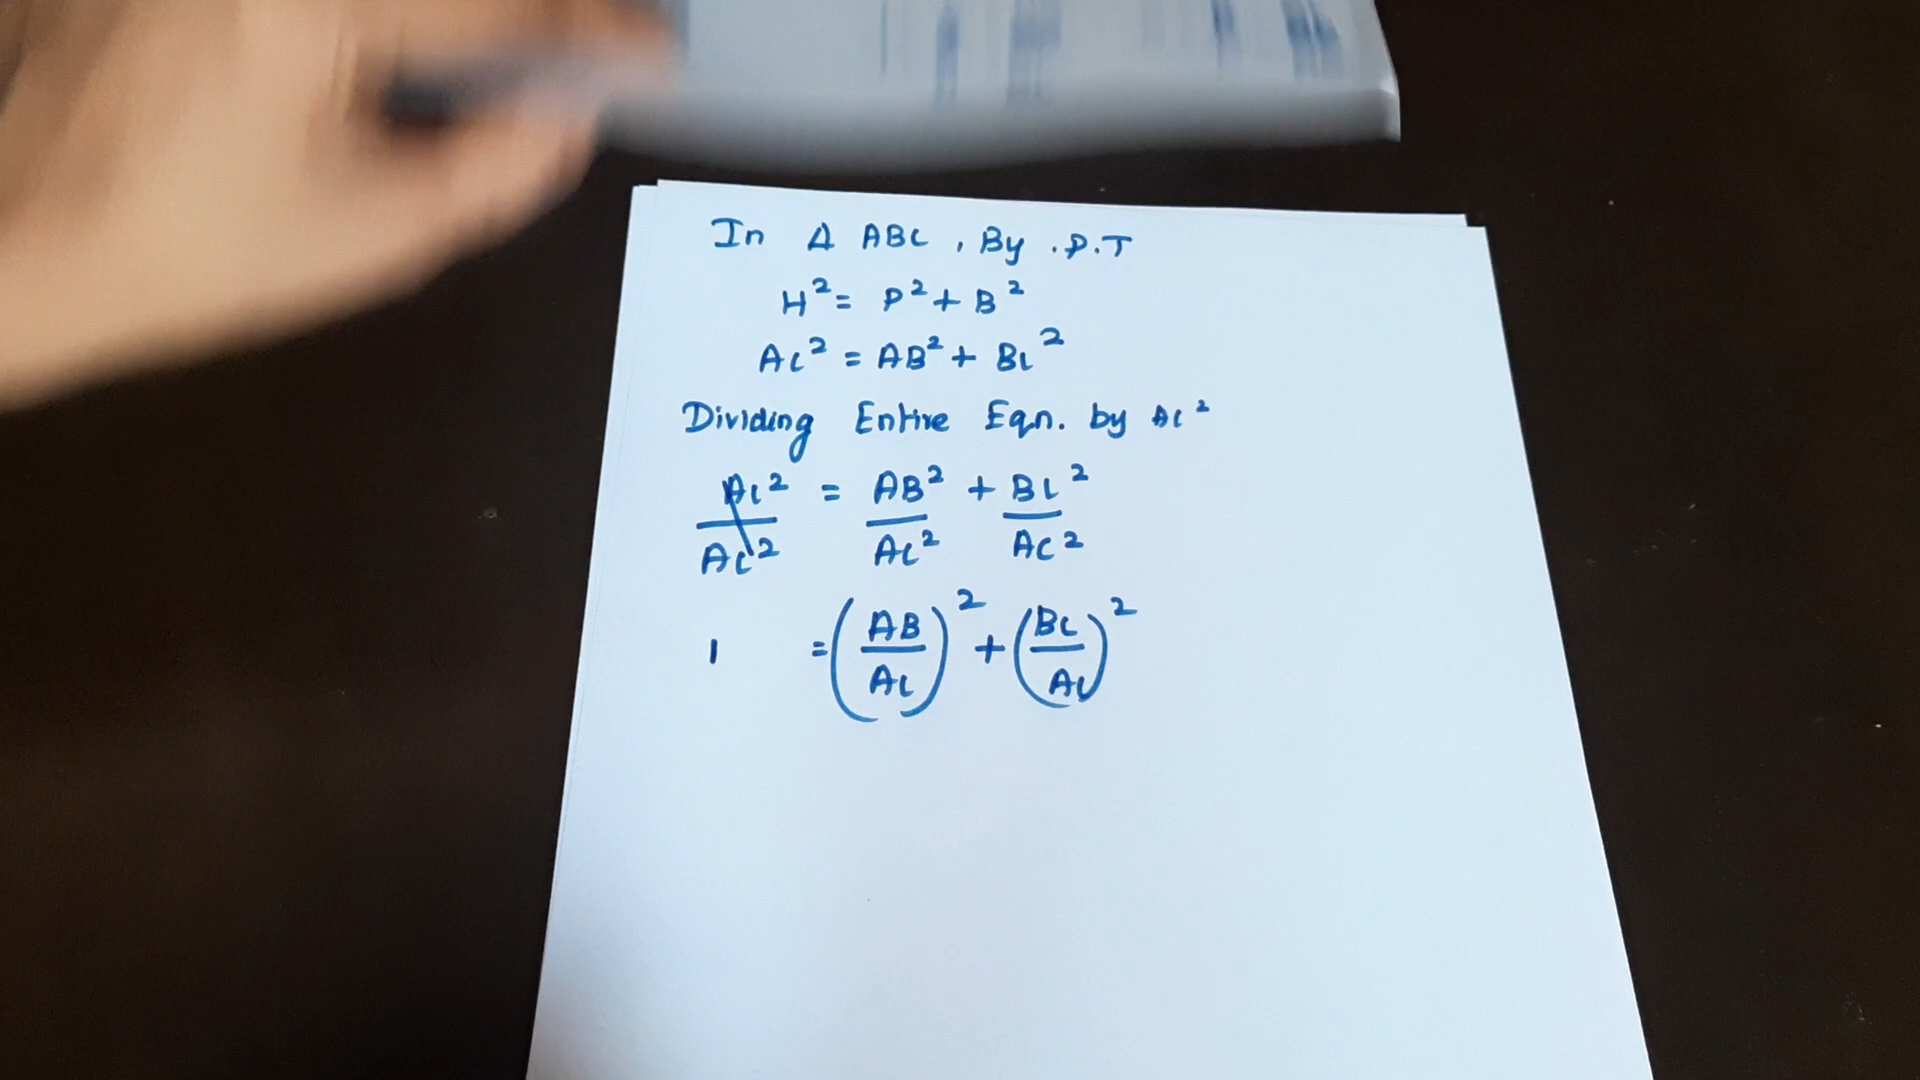 In Δ ABC , By . P.T
H² = P² + B²
AC² = AB² + BC²
Dividing Entire Eqn. by AC²
AC²/AC² = AB²/AC² + BC²/AC²
1 = (AB/AC)² + (BC/AC)²